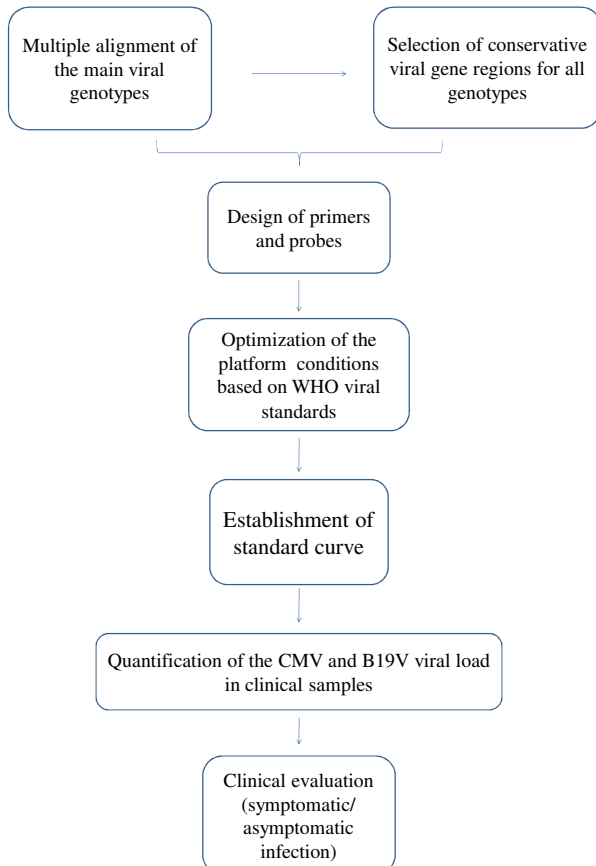 Multiple alignment of
the main viral
genotypes
Selection of conservative
viral gene regions for all
genotypes
Design of primers
and probes
Optimization of the
platform conditions
based on WHO viral
standards
Establishment of
standard curve
Quantification of the CMV and B19V viral load
in clinical samples
Clinical evaluation
(symptomatic/
asymptomatic
infection)